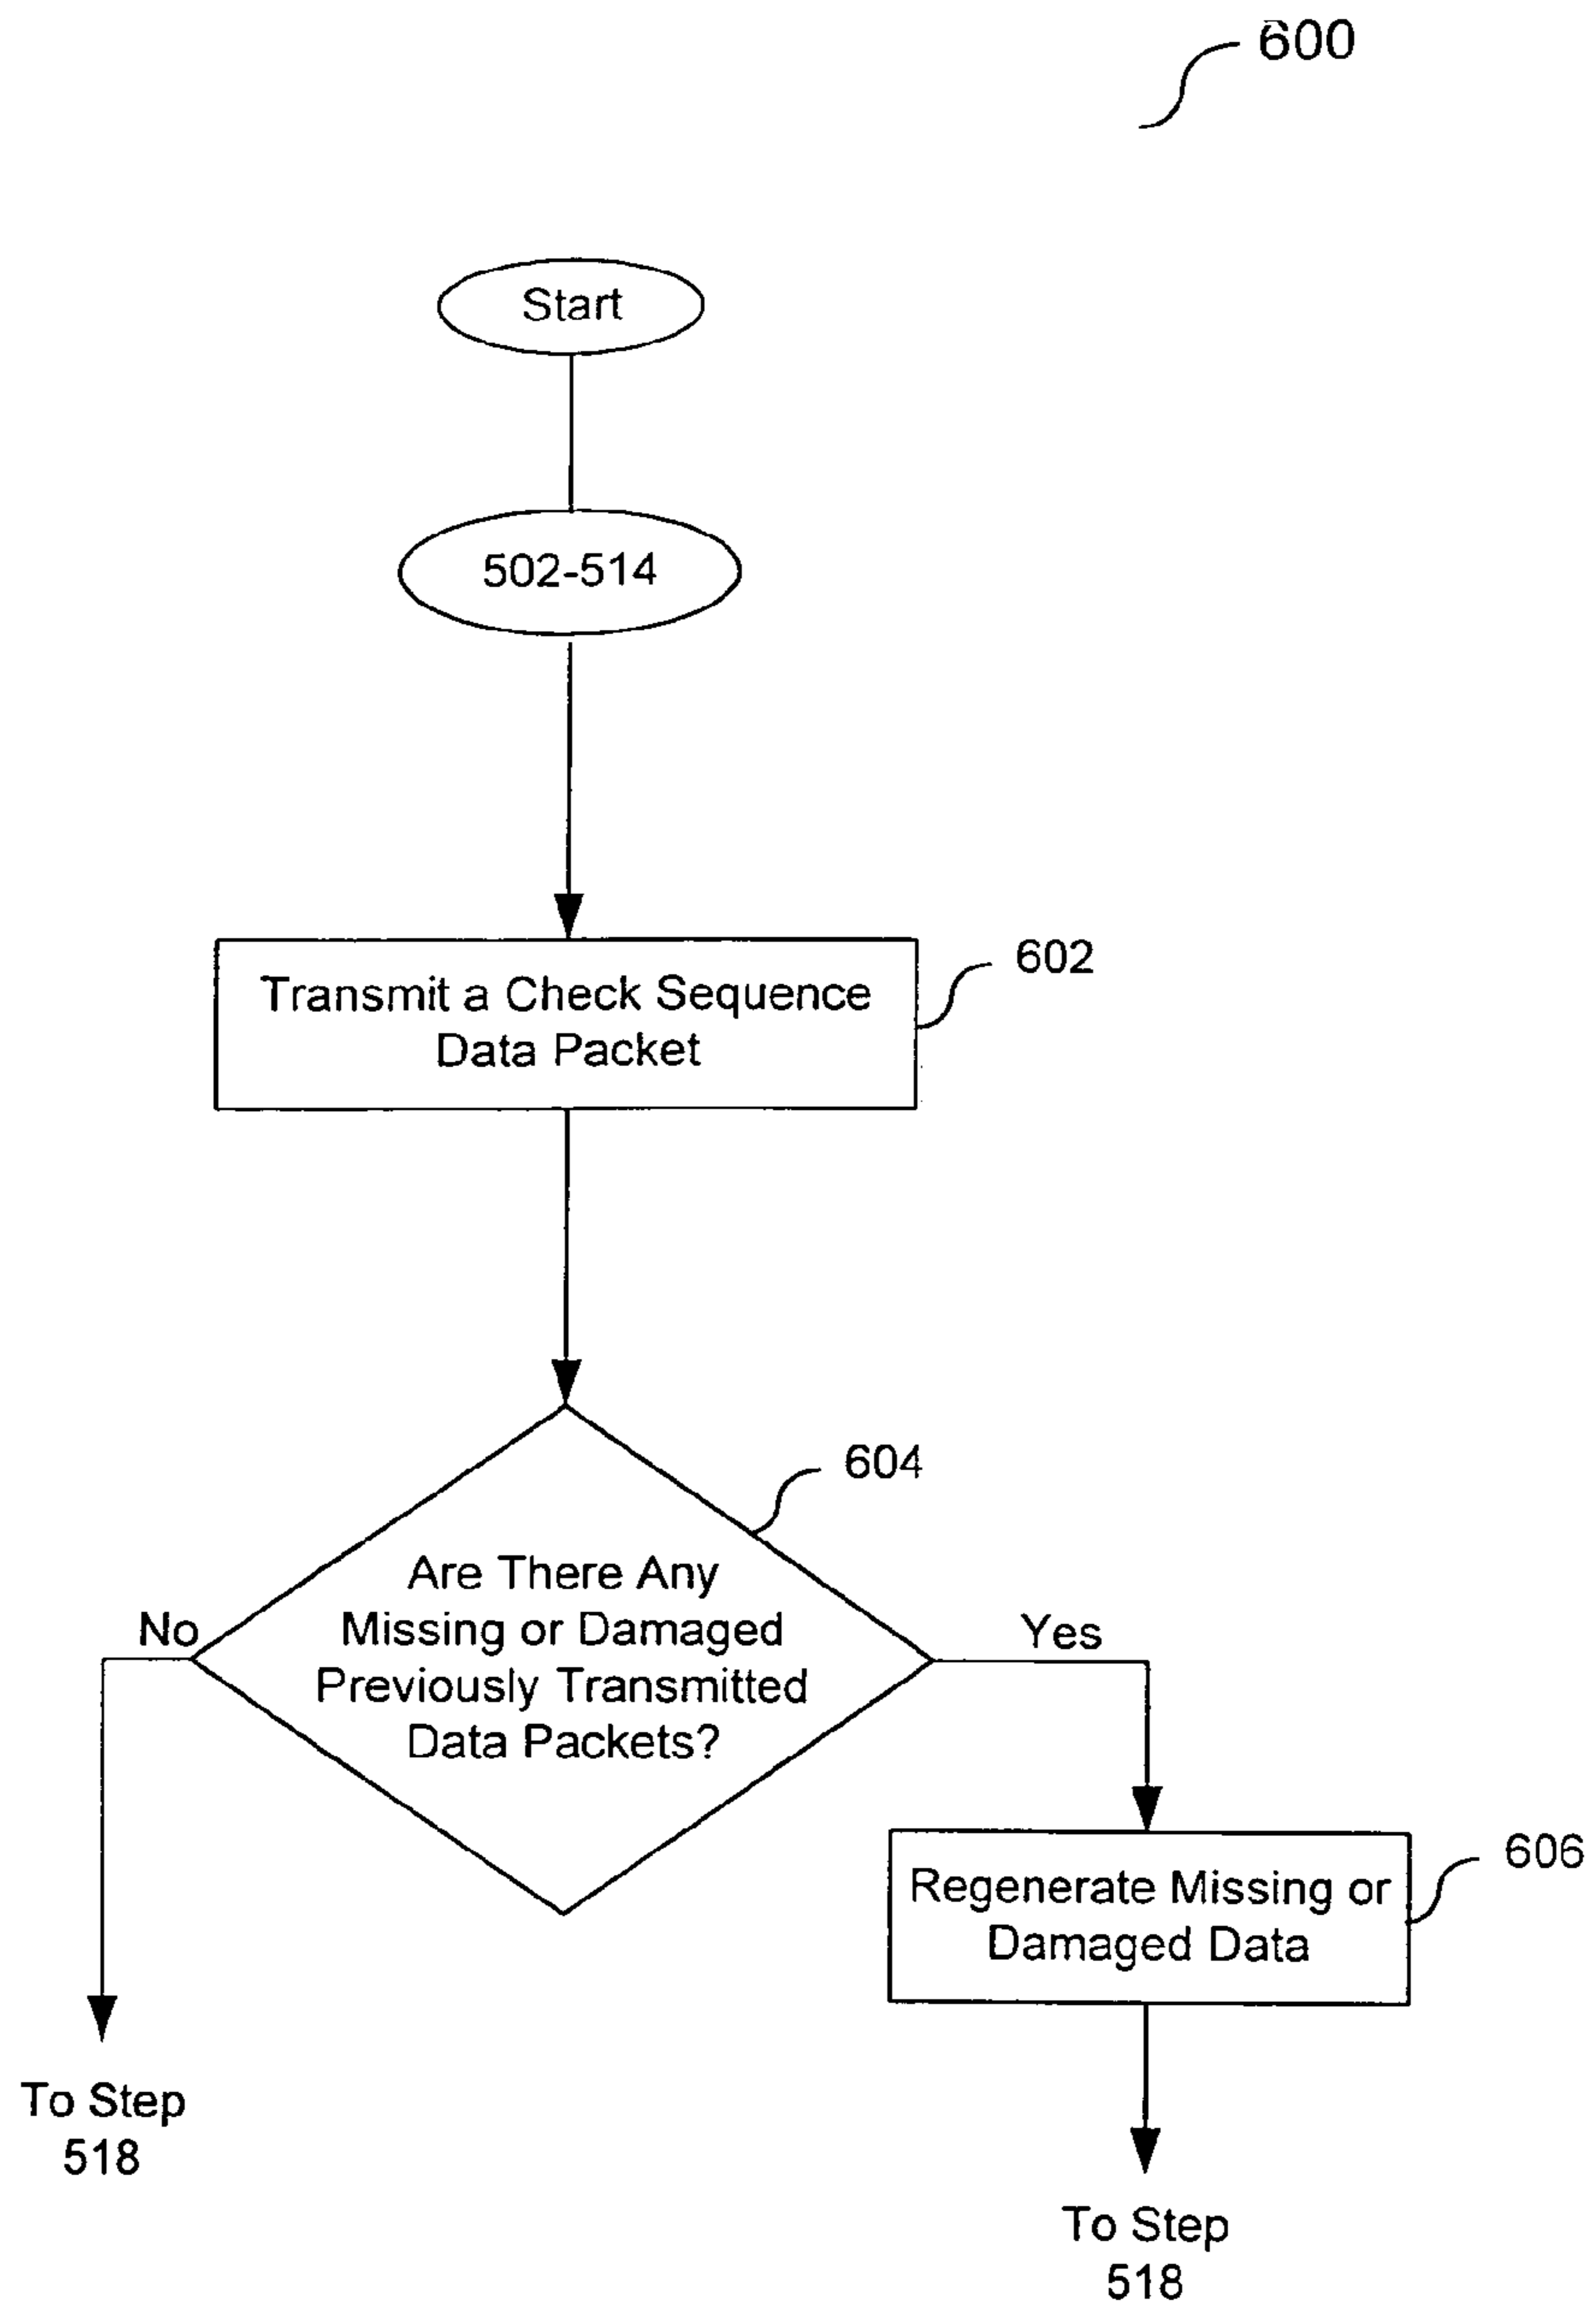 600
Start
502-514
Transmit a Check Sequence
Data Packet
602
604
Are There Any
Missing or Damaged
Previously Transmitted
Data Packets?
No
Yes
Regenerate Missing or
Damaged Data
606
To Step
518
To Step
518